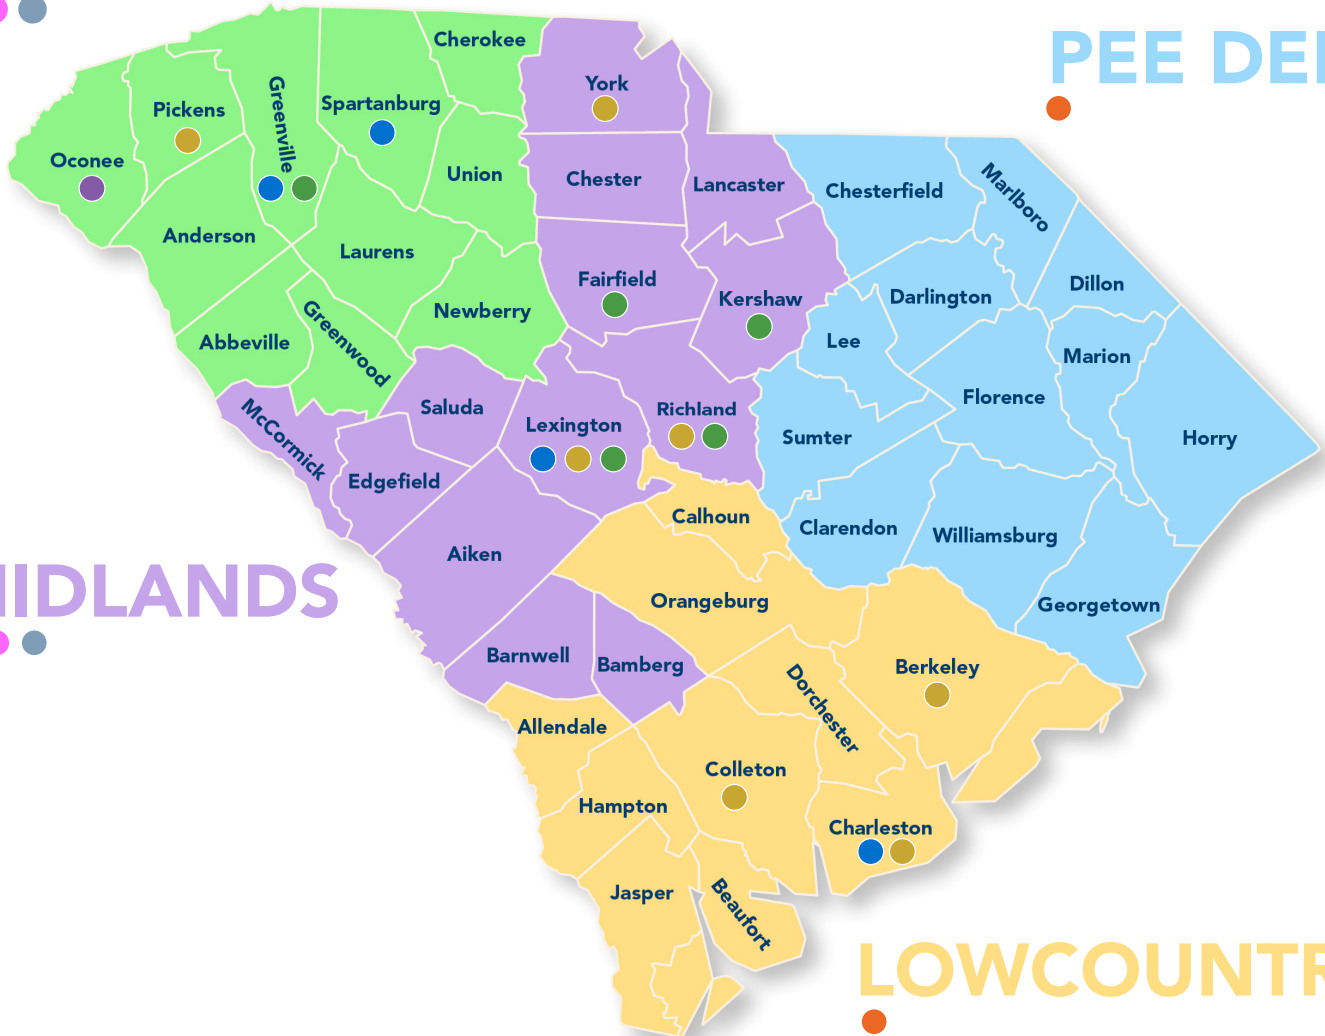 PEE DE
Cherokee
York
Pickens
Greenville
Spartanburg
Oconee
Union
Chester
Lancaster
Chesterfield
Marlboro
Anderson
Laurens
Fairfield
Kershaw
Darlington
Dillon
Newberry
Abbeville
Greenwood
Lee
Marion
Saluda
Lexington
Richland
Florence
McCormick
Edgefield
Sumter
Horry
Calhoun
Clarendon
Williamsburg
Aiken
IDLANDS
Orangeburg
Georgetown
Barnwell
Bamberg
Berkeley
Dorchester
Allendale
Colleton
Hampton
Charleston
Jasper
Beaufort
LOWCOUNTR